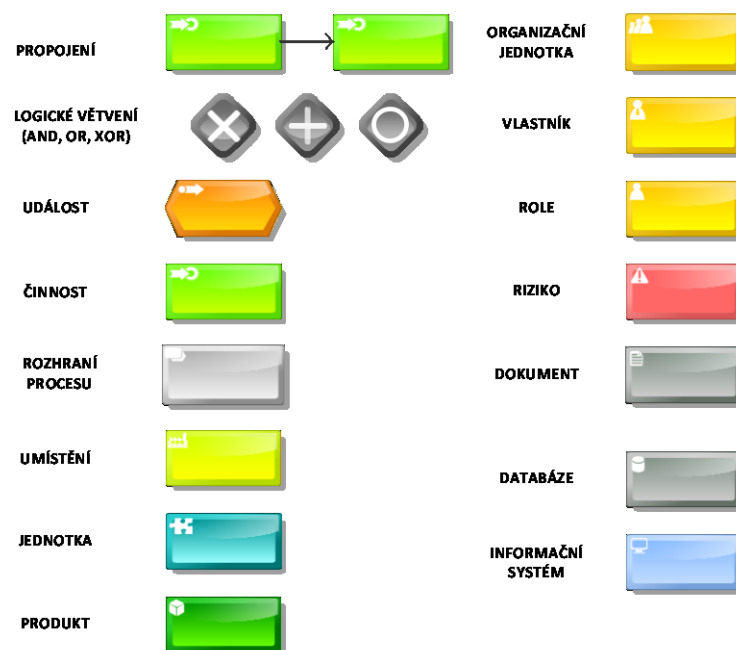 PROPOJENÍ
LOGICKÉ VĚTVENÍ
(AND, OR, XOR)
UDÁLOST
ČINNOST
ROZHRANÍ
PROCESU
UMÍSTĚNÍ
JEDNOTKA
PRODUKT
ORGANIZAČNÍ
JEDNOTKA
VLASTNÍK
ROLE
RIZIKO
DOKUMENT
DATABÁZE
INFORMAČNÍ
SYSTÉM